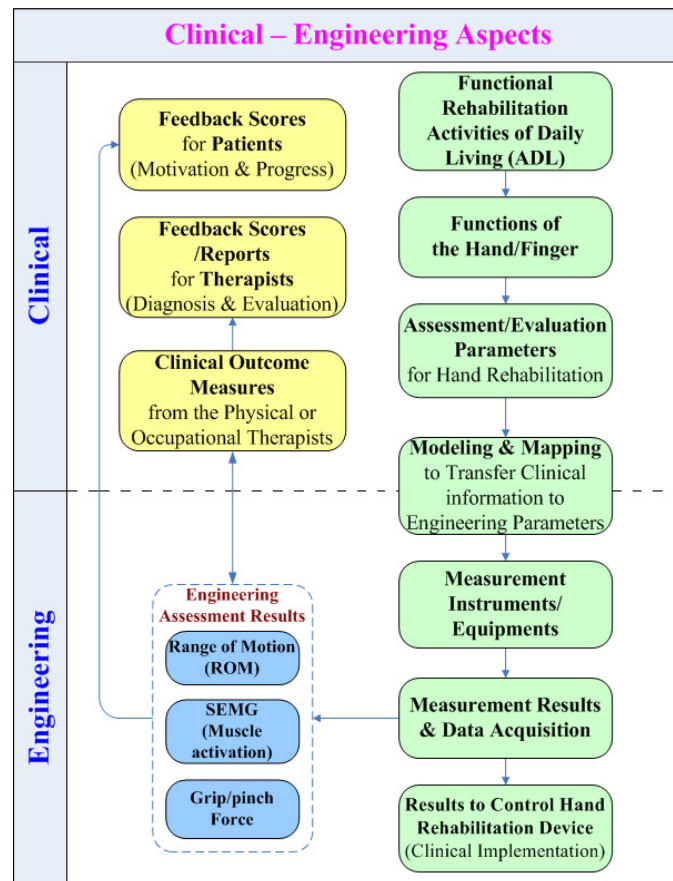 Clinical – Engineering Aspects
Clinical
Feedback Scores
for Patients
(Motivation & Progress)
Feedback Scores
/Reports
for Therapists
(Diagnosis & Evaluation)
Clinical Outcome
Measures
from the Physical or
Occupational Therapists
Functional
Rehabilitation
Activities of Daily
Living (ADL)
Functions of
the Hand/Finger
Assessment/Evaluation
Parameters
for Hand Rehabilitation
Modeling & Mapping
to Transfer Clinical
information to
Engineering Parameters
Engineering
Engineering
Assessment Results
Range of Motion
(ROM)
SEMG
(Muscle
activation)
Grip/pinch
Force
Measurement
Instruments/
Equipments
Measurement Results
& Data Acquisition
Results to Control Hand
Rehabilitation Device
(Clinical Implementation)